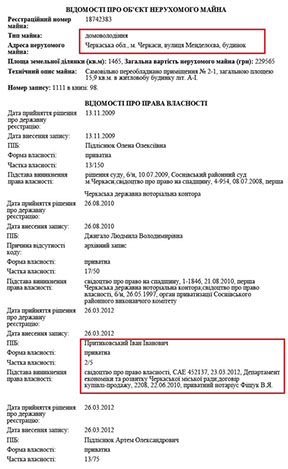 ВІДОМОСТІ ПРО ОБ'ЄКТ НЕРУХОМОГО МАЙНА
Реєстраційний номер майна: 18742383
Тип майна: домоволодіння
Адреса нерухомого майна: Черкаська обл., м. Черкаси, вулиця Менделєєва, будинок
Площа земельної ділянки (кв.м): 1465, Загальна вартість нерухомого майна (грн): 229565
Технічний опис майна: Самовільно переобладнано приміщення № 2-1, загальною площею 15,9 кв.м. в житловому будинку літ. А-І.
Номер запису: 1111 в книзі: 98.
ВІДОМОСТІ ПРО ПРАВА ВЛАСНОСТІ
Дата прийняття рішення про державну реєстрацію: 13.11.2009
Дата внесення запису: 13.11.2009
ПІБ: Підлісник Олена Олексіївна
Форма власності: приватна
Частка власності: 13/150
Підстава виникнення права власності: рішення суду, б/н, 10.07.2009, Соснівський районний суд м.Черкаси,свідоцтво про право на спадщину, 4-954, 08.07.2008, перша Черкаська державна нотаріальна контора
Дата прийняття рішення про державну реєстрацію: 26.08.2010
Дата внесення запису: 26.08.2010
ПІБ: Джигало Людмила Володимирівна
Причина відсутності коду: архівний запис
Форма власності: приватна
Частка власності: 17/50
Підстава виникнення права власності: свідоцтво про право на спадщину, 1-1846, 21.08.2010, перша Черкаська державна нотаріальна контора,свідоцтво про право власності, б/н, 26.05.1997, орган приватизації Соснівського районного виконавчого комітету
Дата прийняття рішення про державну реєстрацію: 26.03.2012
Дата внесення запису: 26.03.2012
ПІБ: Притиковський Іван Іванович
Форма власності: приватна
Частка власності: 2/5
Підстава виникнення права власності: свідоцтво про право власності, САЕ 452137, 23.03.2012, Департамент економіки та розвитку Черкаської міської ради,договір купівлі-продажу, 2208, 22.06.2010, приватний нотаріус Фіщук В.Я.
Дата прийняття рішення про державну реєстрацію: 26.03.2012
Дата внесення запису: 26.03.2012
ПІБ: Підліснюк Артем Олександрович
Форма власності: приватна
Частка власності: 13/75